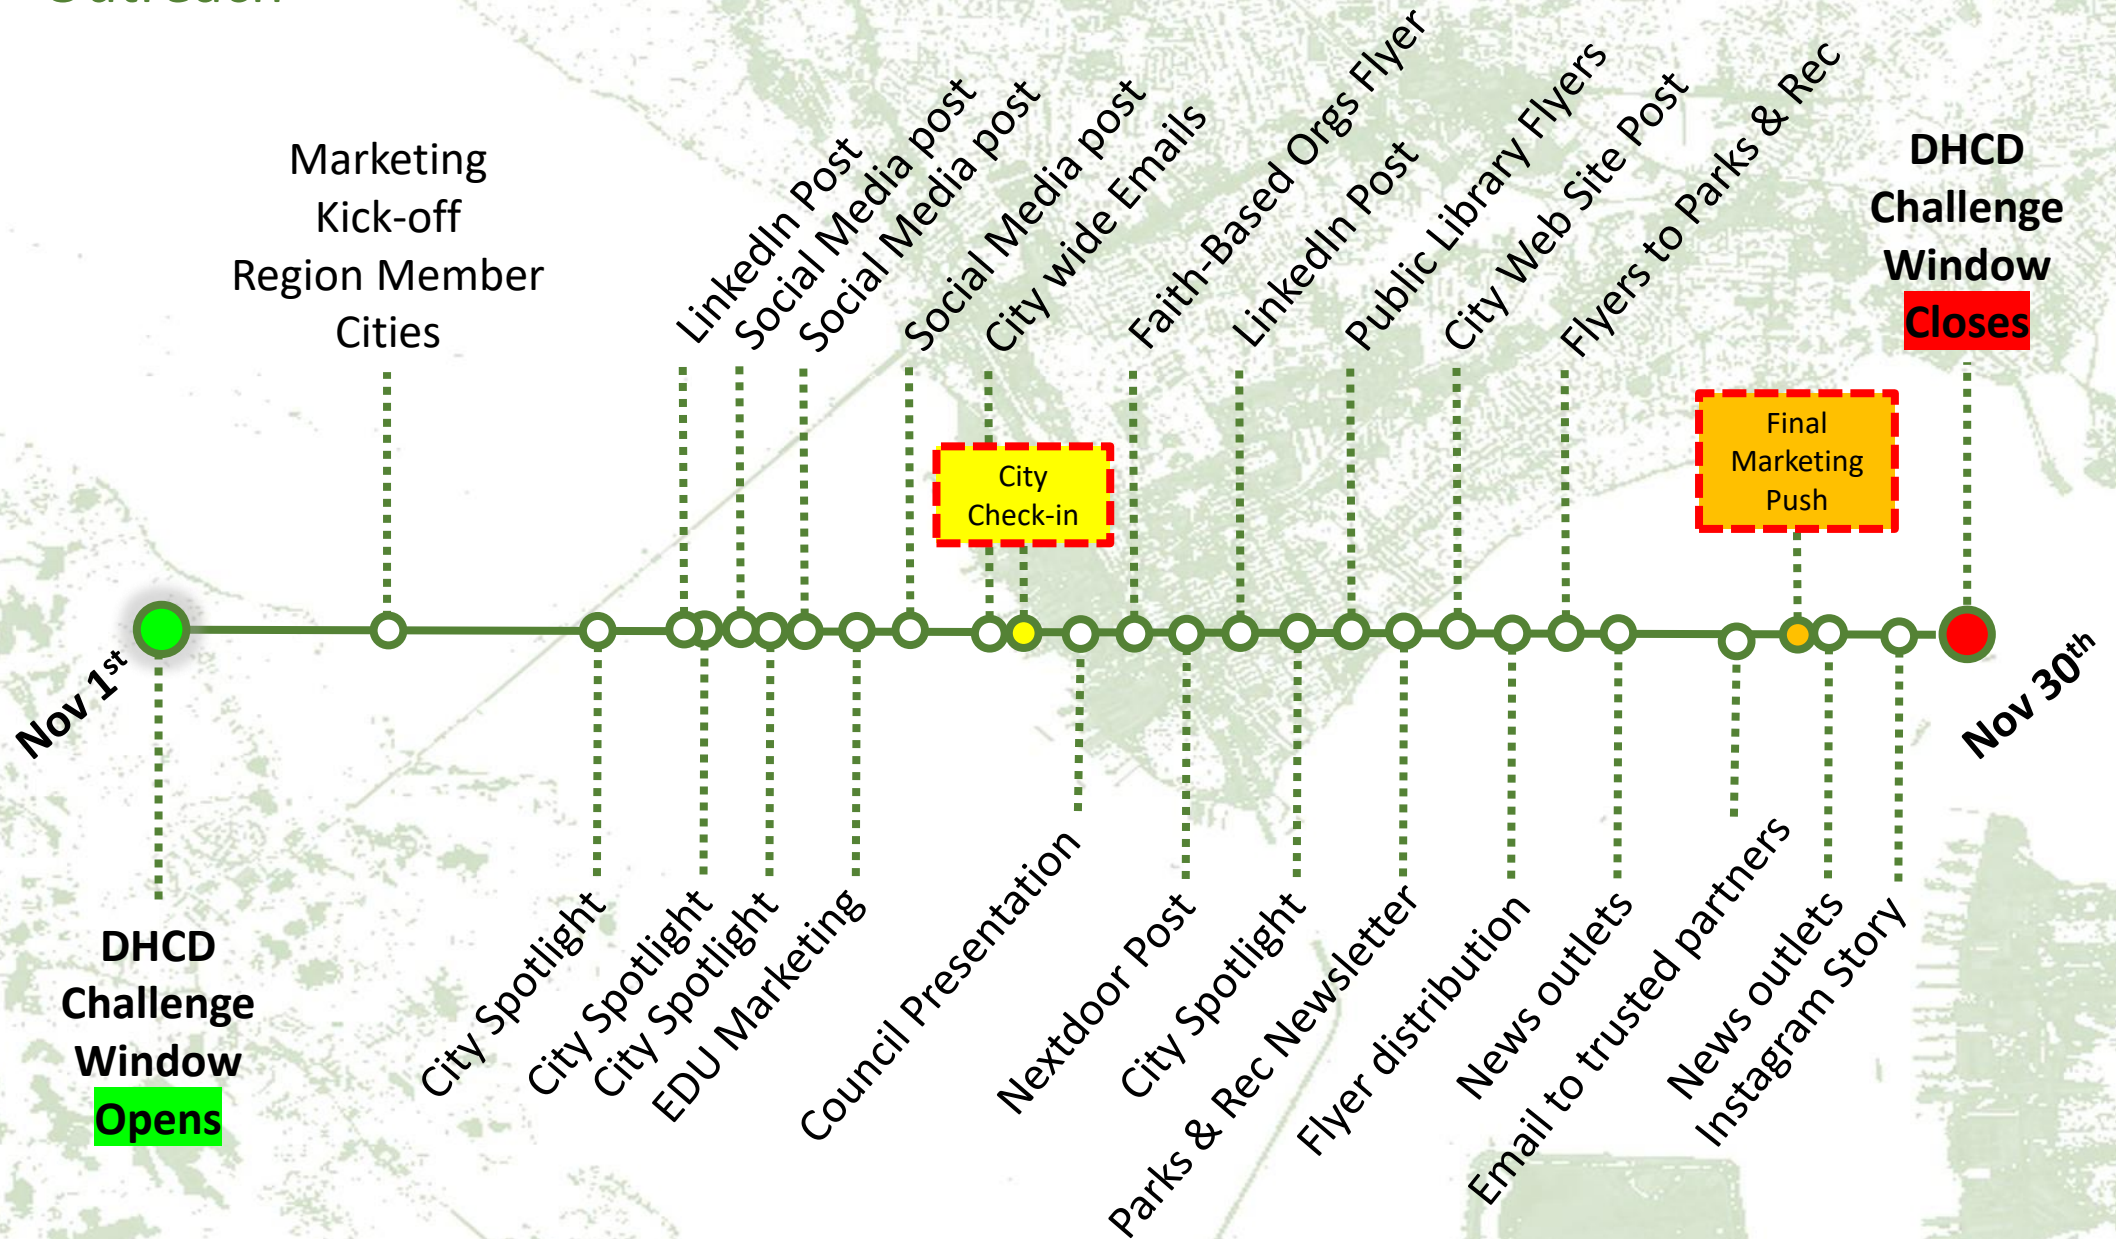 Outreach
Marketing
Kick-off
Region Member
Cities
LinkedIn Post
Social Media post
Social Media post
Social Media post
City wide Emails
Faith-Based Orgs Flyer
LinkedIn Post
Public Library Flyers
City Web Site Post
Flyers to Parks & Rec
DHCD
Challenge
Window
Closes
City
Check-in
Final
Marketing
Push
Nov 1st
Nov 30th
DHCD
Challenge
Window
Opens
City Spotlight
City Spotlight
City Spotlight
EDU Marketing
Council Presentation
Nextdoor Post
City Spotlight
Parks & Rec Newsletter
Flyer distribution
News outlets
Email to trusted partners
News outlets
Instagram Story